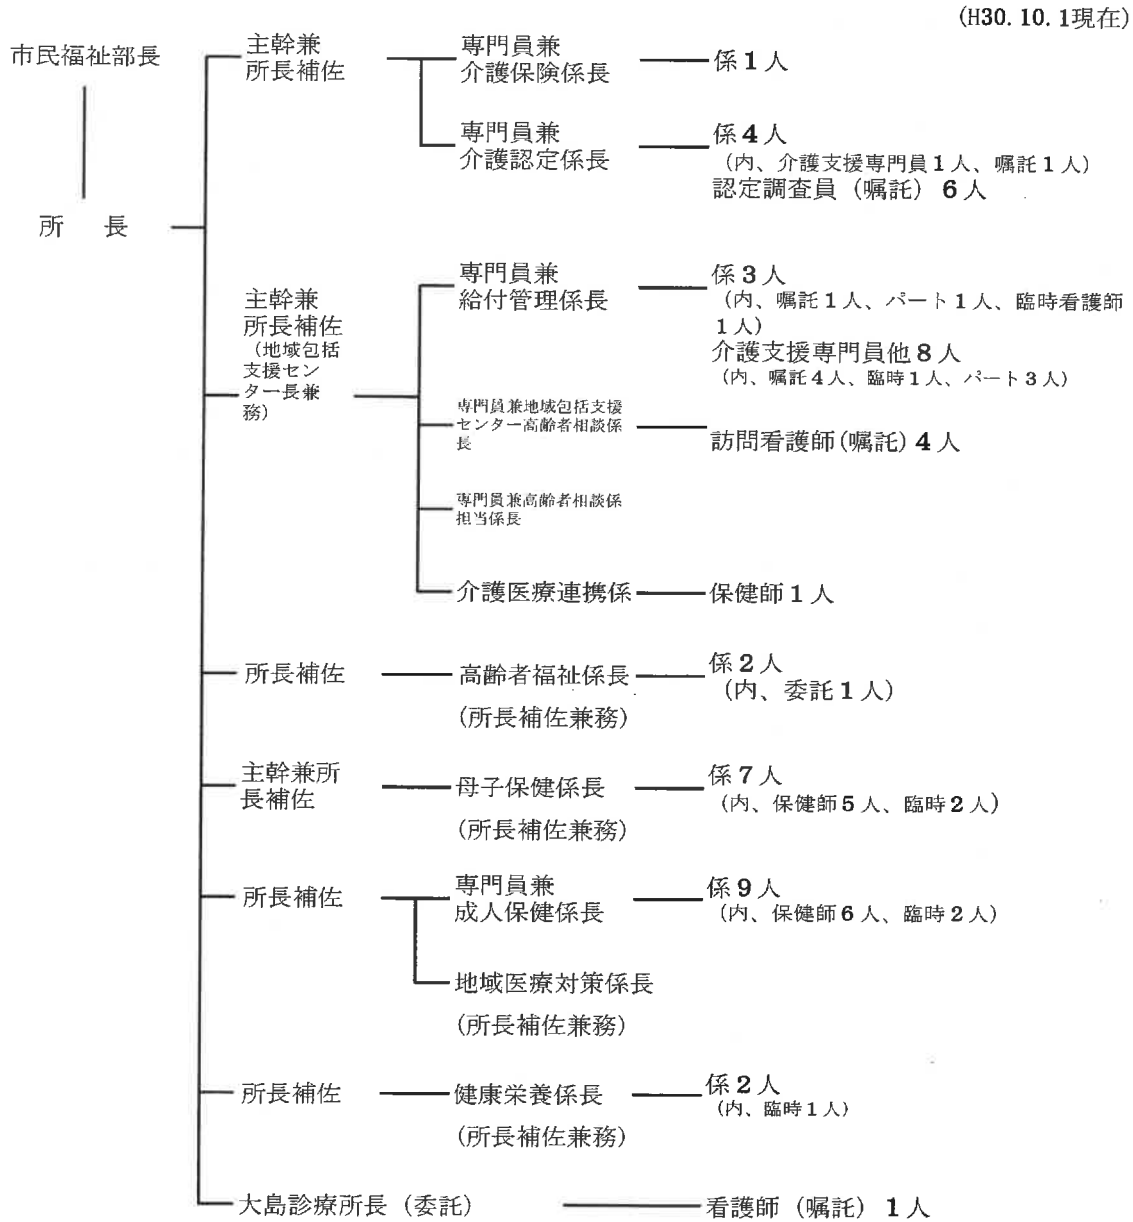 (H30.10.1現在)
市民福祉部長
所　長
主幹兼
所長補佐
専門員兼
介護保険係長
係1人
専門員兼
介護認定係長
係4人
(内、介護支援専門員1人、嘱託1人)
認定調査員(嘱託)6人
主幹兼
所長補佐
(地域包括
支援セン
ター長兼
務)
専門員兼
給付管理係長
係3人
(内、嘱託1人、パート1人、臨時看護師
1人)
介護支援専門員他8人
(内、嘱託4人、臨時1人、パート3人)
専門員兼地域包括支援
センター高齢者相談係
長
訪問看護師(嘱託)4人
専門員兼高齢者相談係
担当係長
介護医療連携係
保健師1人
所長補佐
高齢者福祉係長
(所長補佐兼務)
係2人
(内、委託1人)
主幹兼所
長補佐
母子保健係長
(所長補佐兼務)
係7人
(内、保健師5人、臨時2人)
所長補佐
専門員兼
成人保健係長
係9人
(内、保健師6人、臨時2人)
地域医療対策係長
(所長補佐兼務)
所長補佐
健康栄養係長
(所長補佐兼務)
係2人
(内、臨時1人)
大島診療所長(委託)
看護師(嘱託)1人